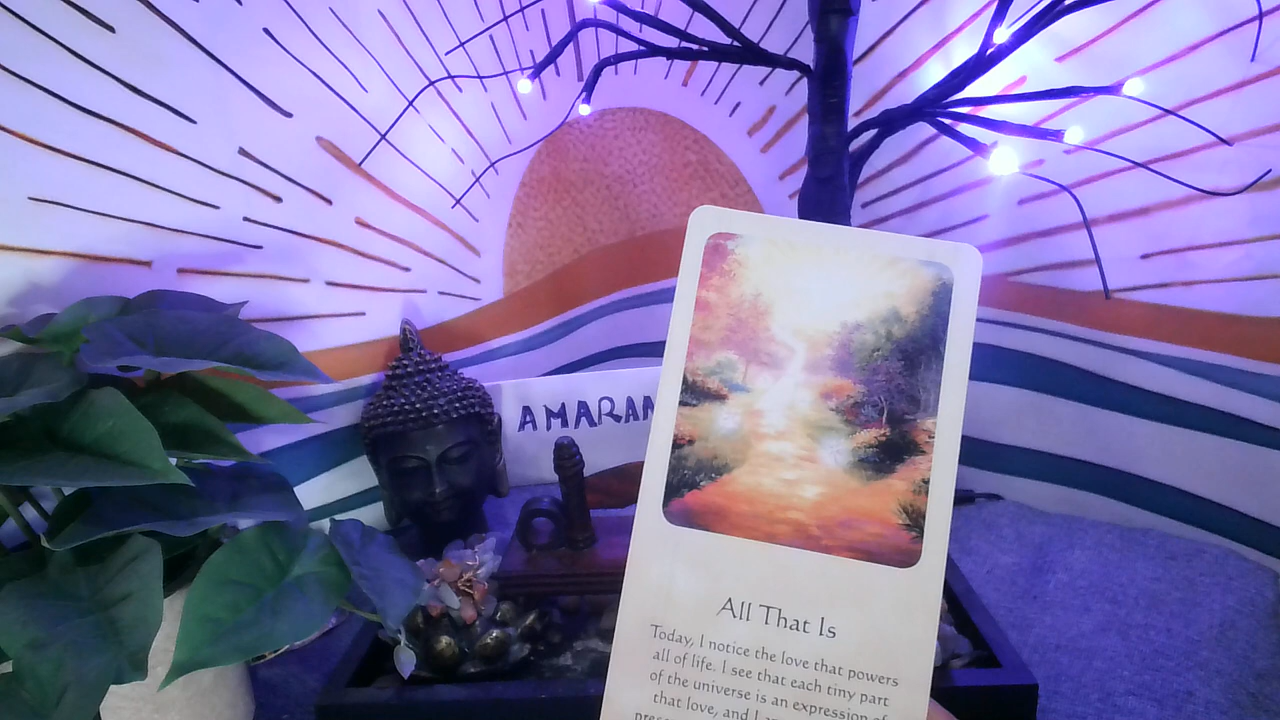 AMARAN
All That Is
Today, I notice the love that powers
all of life. I see that each tiny part
of the universe is an expression of
that love, and I